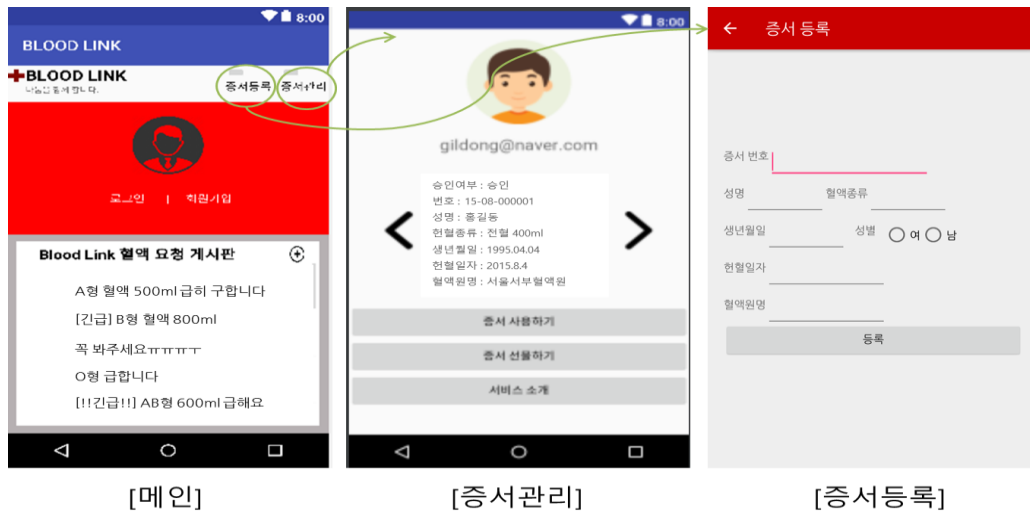 8:00
BLOOD LINK
BLOOD LINK
나눔을 함께 합니다.
증서등록 증서관리
로그인 | 회원가입
Blood Link 혈액 요청 게시판
A형 혈액 500ml 급히 구합니다
[긴급] B형 혈액 800ml
꼭 봐주세요ㅠㅠㅠㅜ
O형 급합니다
[!!긴급!!] AB형 600ml 급해요
[메인]
8:00
gildong@naver.com
승인여부 : 승인
번호 : 15-08-000001
성명 : 홍길동
헌혈종류 : 전혈 400ml
생년월일 : 1995.04.04
헌혈일자 : 2015.8.4
혈액원명 : 서울서부혈액원
증서 사용하기
증서 선물하기
서비스 소개
[증서관리]
증서 등록
증서 번호
성명 혈액종류
생년월일 성별 여 남
헌혈일자
혈액원명
등록
[증서등록]